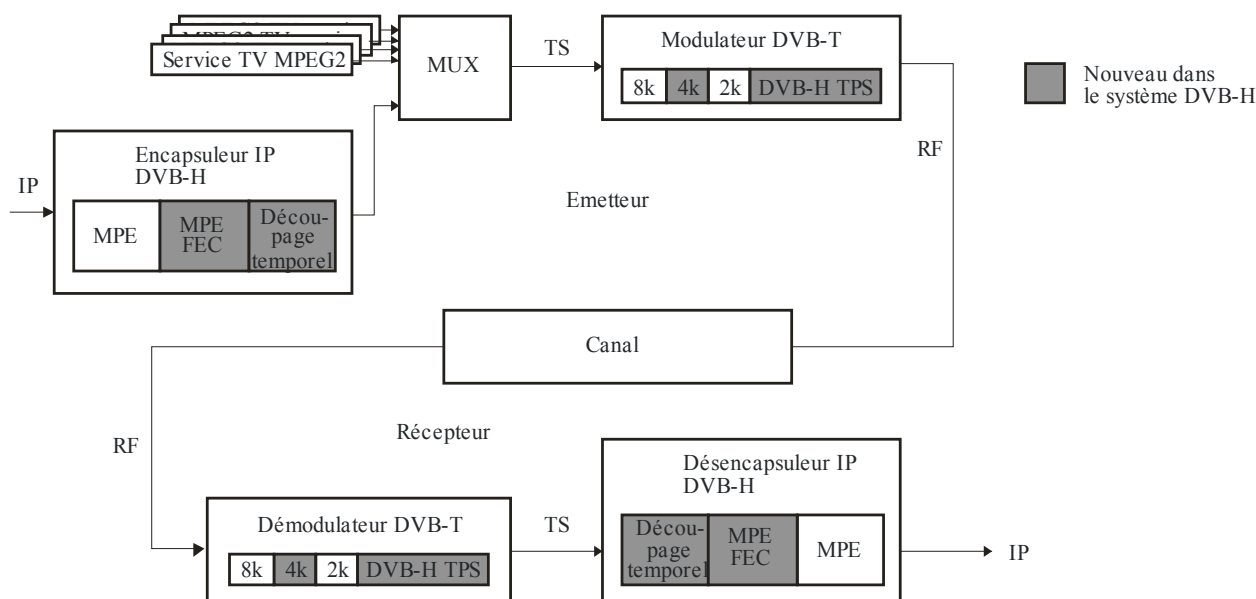 MPEG2 TV
Service TV MPEG2
MUX
TS
Modulateur DVB-T
8k 4k 2k DVB-H TPS
Nouveau dans
le système DVB-H
RF
IP
Encapsuleur IP
DVB-H
MPE
MPE
FEC
Décou-
page
temporel
Emetteur
Canal
RF
Récepteur
Démodulateur DVB-T
8k 4k 2k DVB-H TPS
TS
Désencapsuleur IP
DVB-H
Décou-
page
temporel
MPE
FEC
MPE
IP